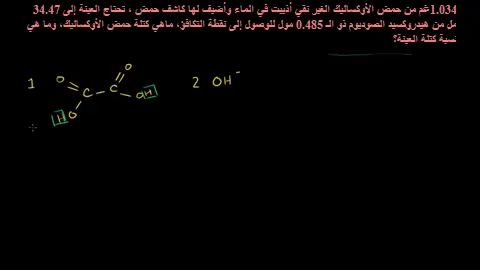 1.034غم من حمض الأوكساليك الغير نقي أذيبت في الماء وأضيف لها كاشف حمض ، تحتاج العينة إلى 34.47
مل من هيدروكسيد الصوديوم ذو الـ 0.485 مول للوصول إلى نقطة التكافؤ، ماهي كتلة حمض الأوكساليك، وما هي
نسبة كتلة العينة؟
1 O C C O OH HO 2 OH⁻